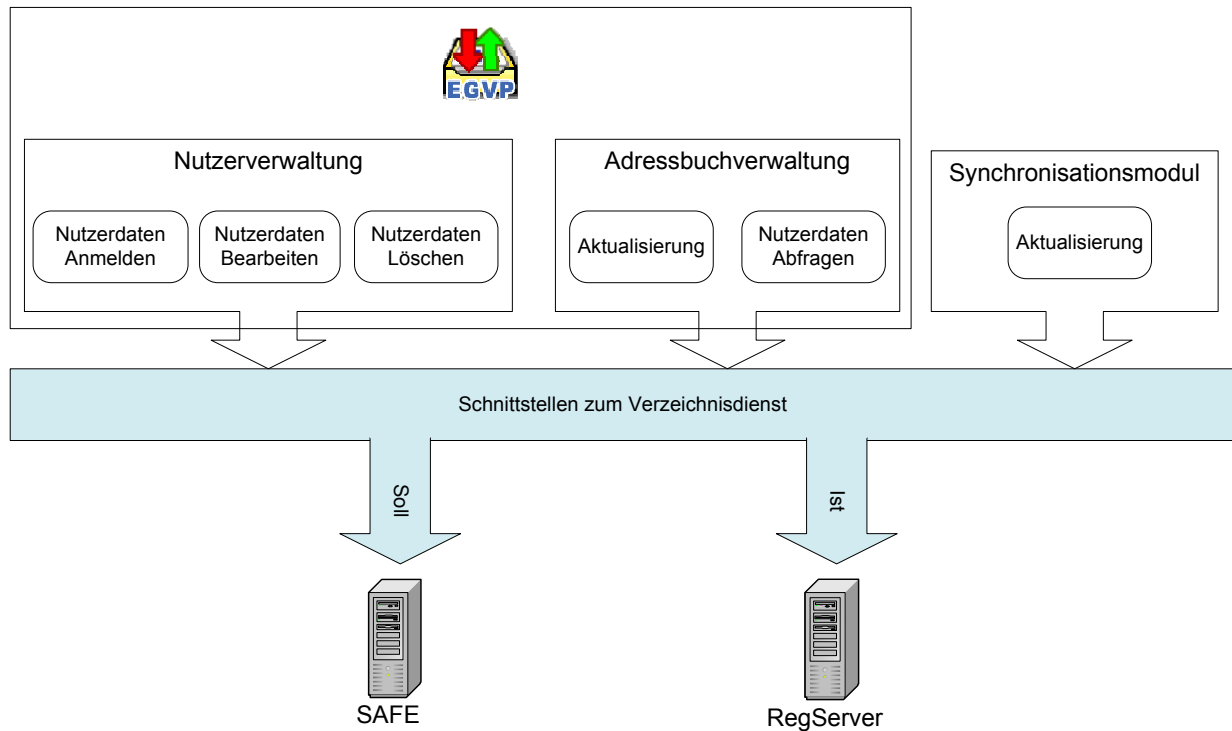 EGVP
Nutzerverwaltung
Nutzerdaten
Anmelden
Nutzerdaten
Bearbeiten
Nutzerdaten
Löschen
Adressbuchverwaltung
Aktualisierung
Nutzerdaten
Abfragen
Synchronisationsmodul
Aktualisierung
Schnittstellen zum Verzeichnisdienst
Soll
Ist
SAFE
RegServer